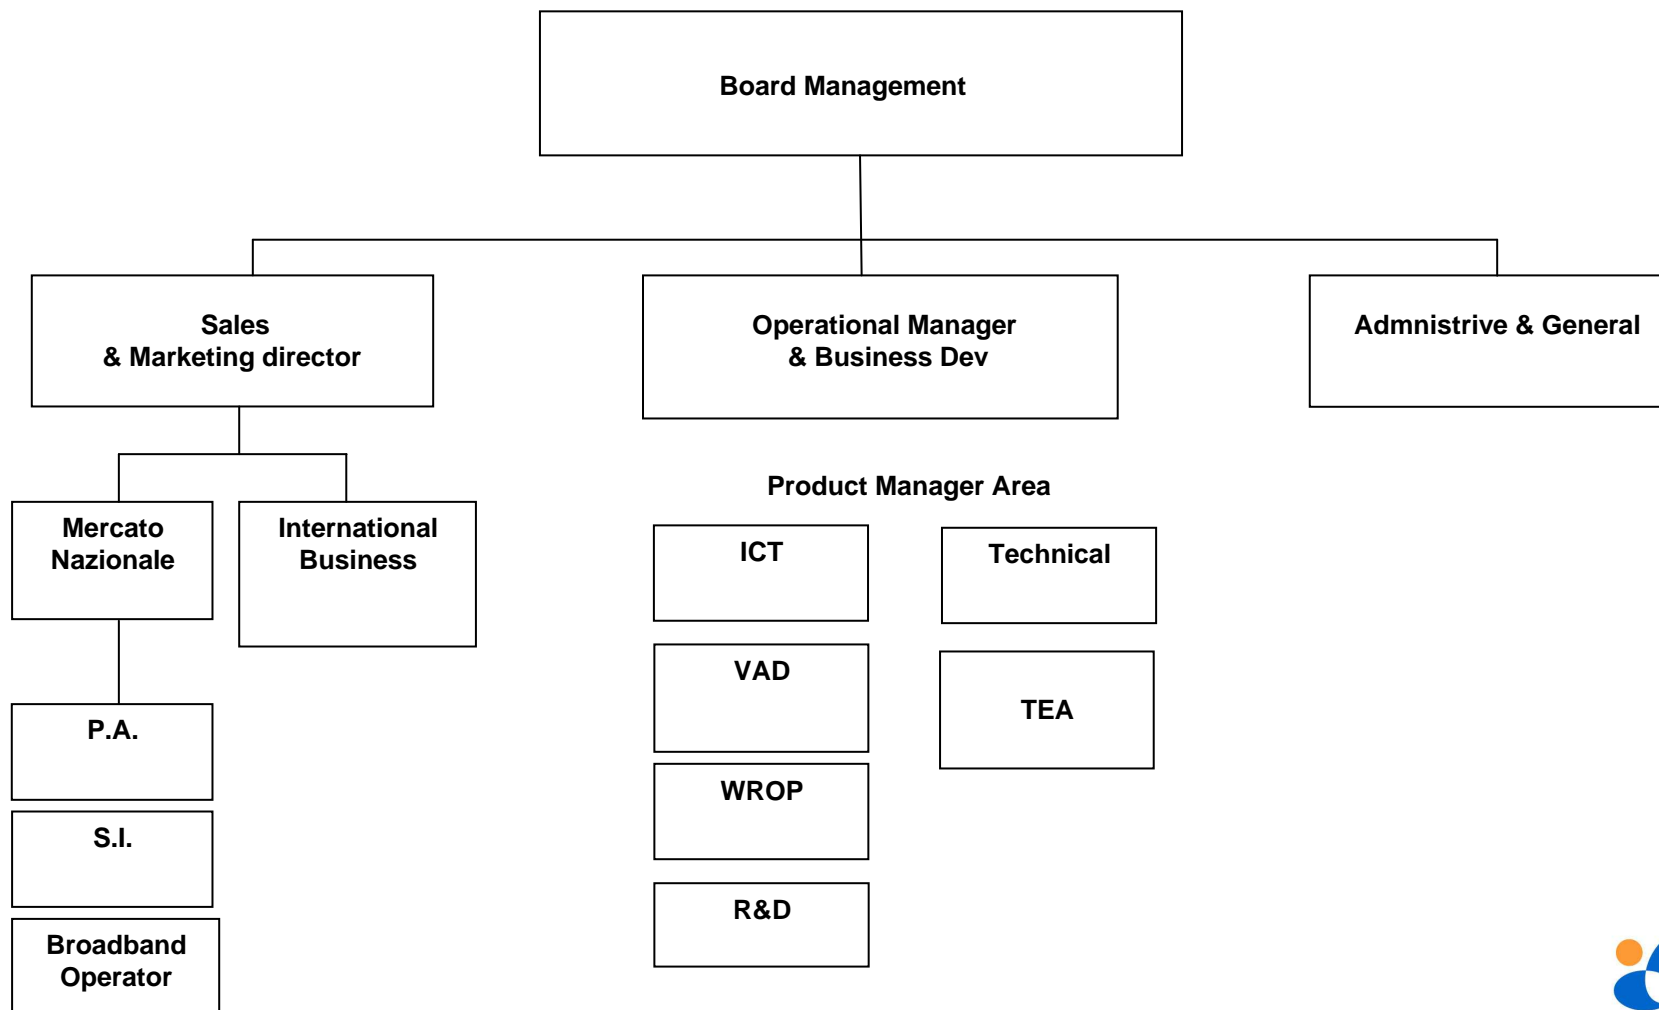 Board Management
Sales
& Marketing director
Operational Manager
& Business Dev
Admnistrive & General
Product Manager Area
Mercato
Nazionale
International
Business
ICT
Technical
VAD
TEA
P.A.
WROP
S.I.
R&D
Broadband
Operator